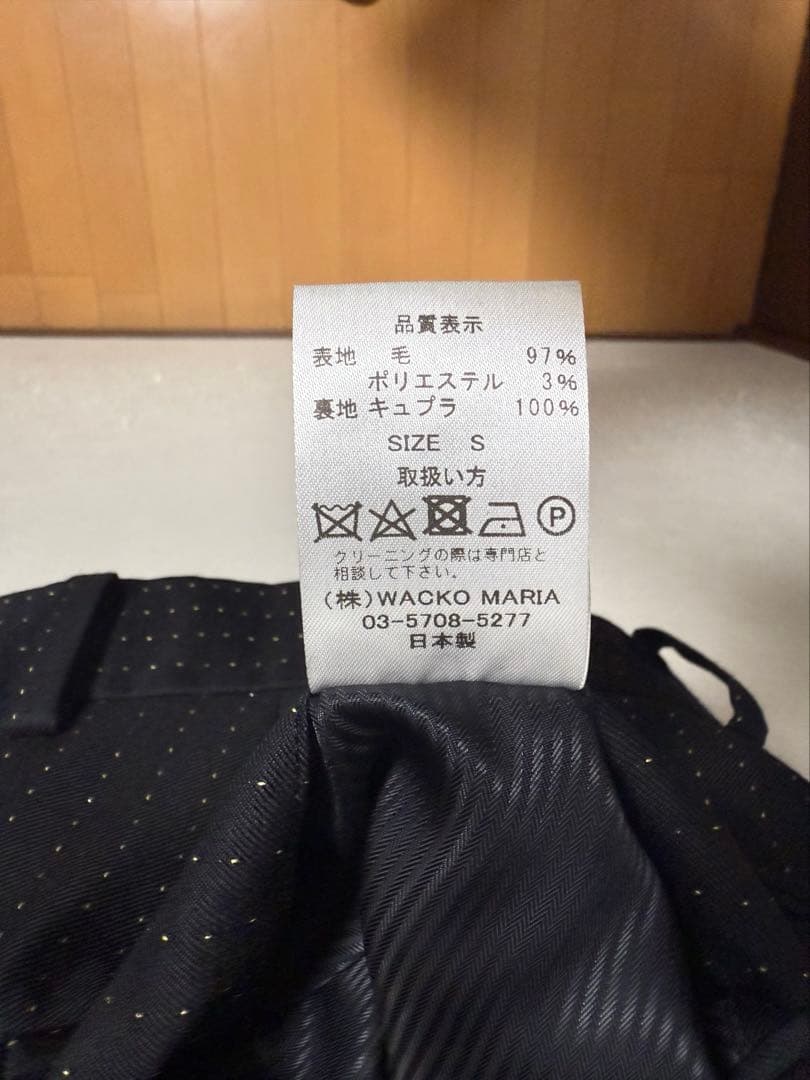 品質表示
表地 毛 97%
ポリエステル 3%
裏地 キュプラ 100%
SIZE S
取扱い方
P
クリーニングの際は専門店と
相談して下さい。
(株)WACKO MARIA
03-5708-5277
日本製